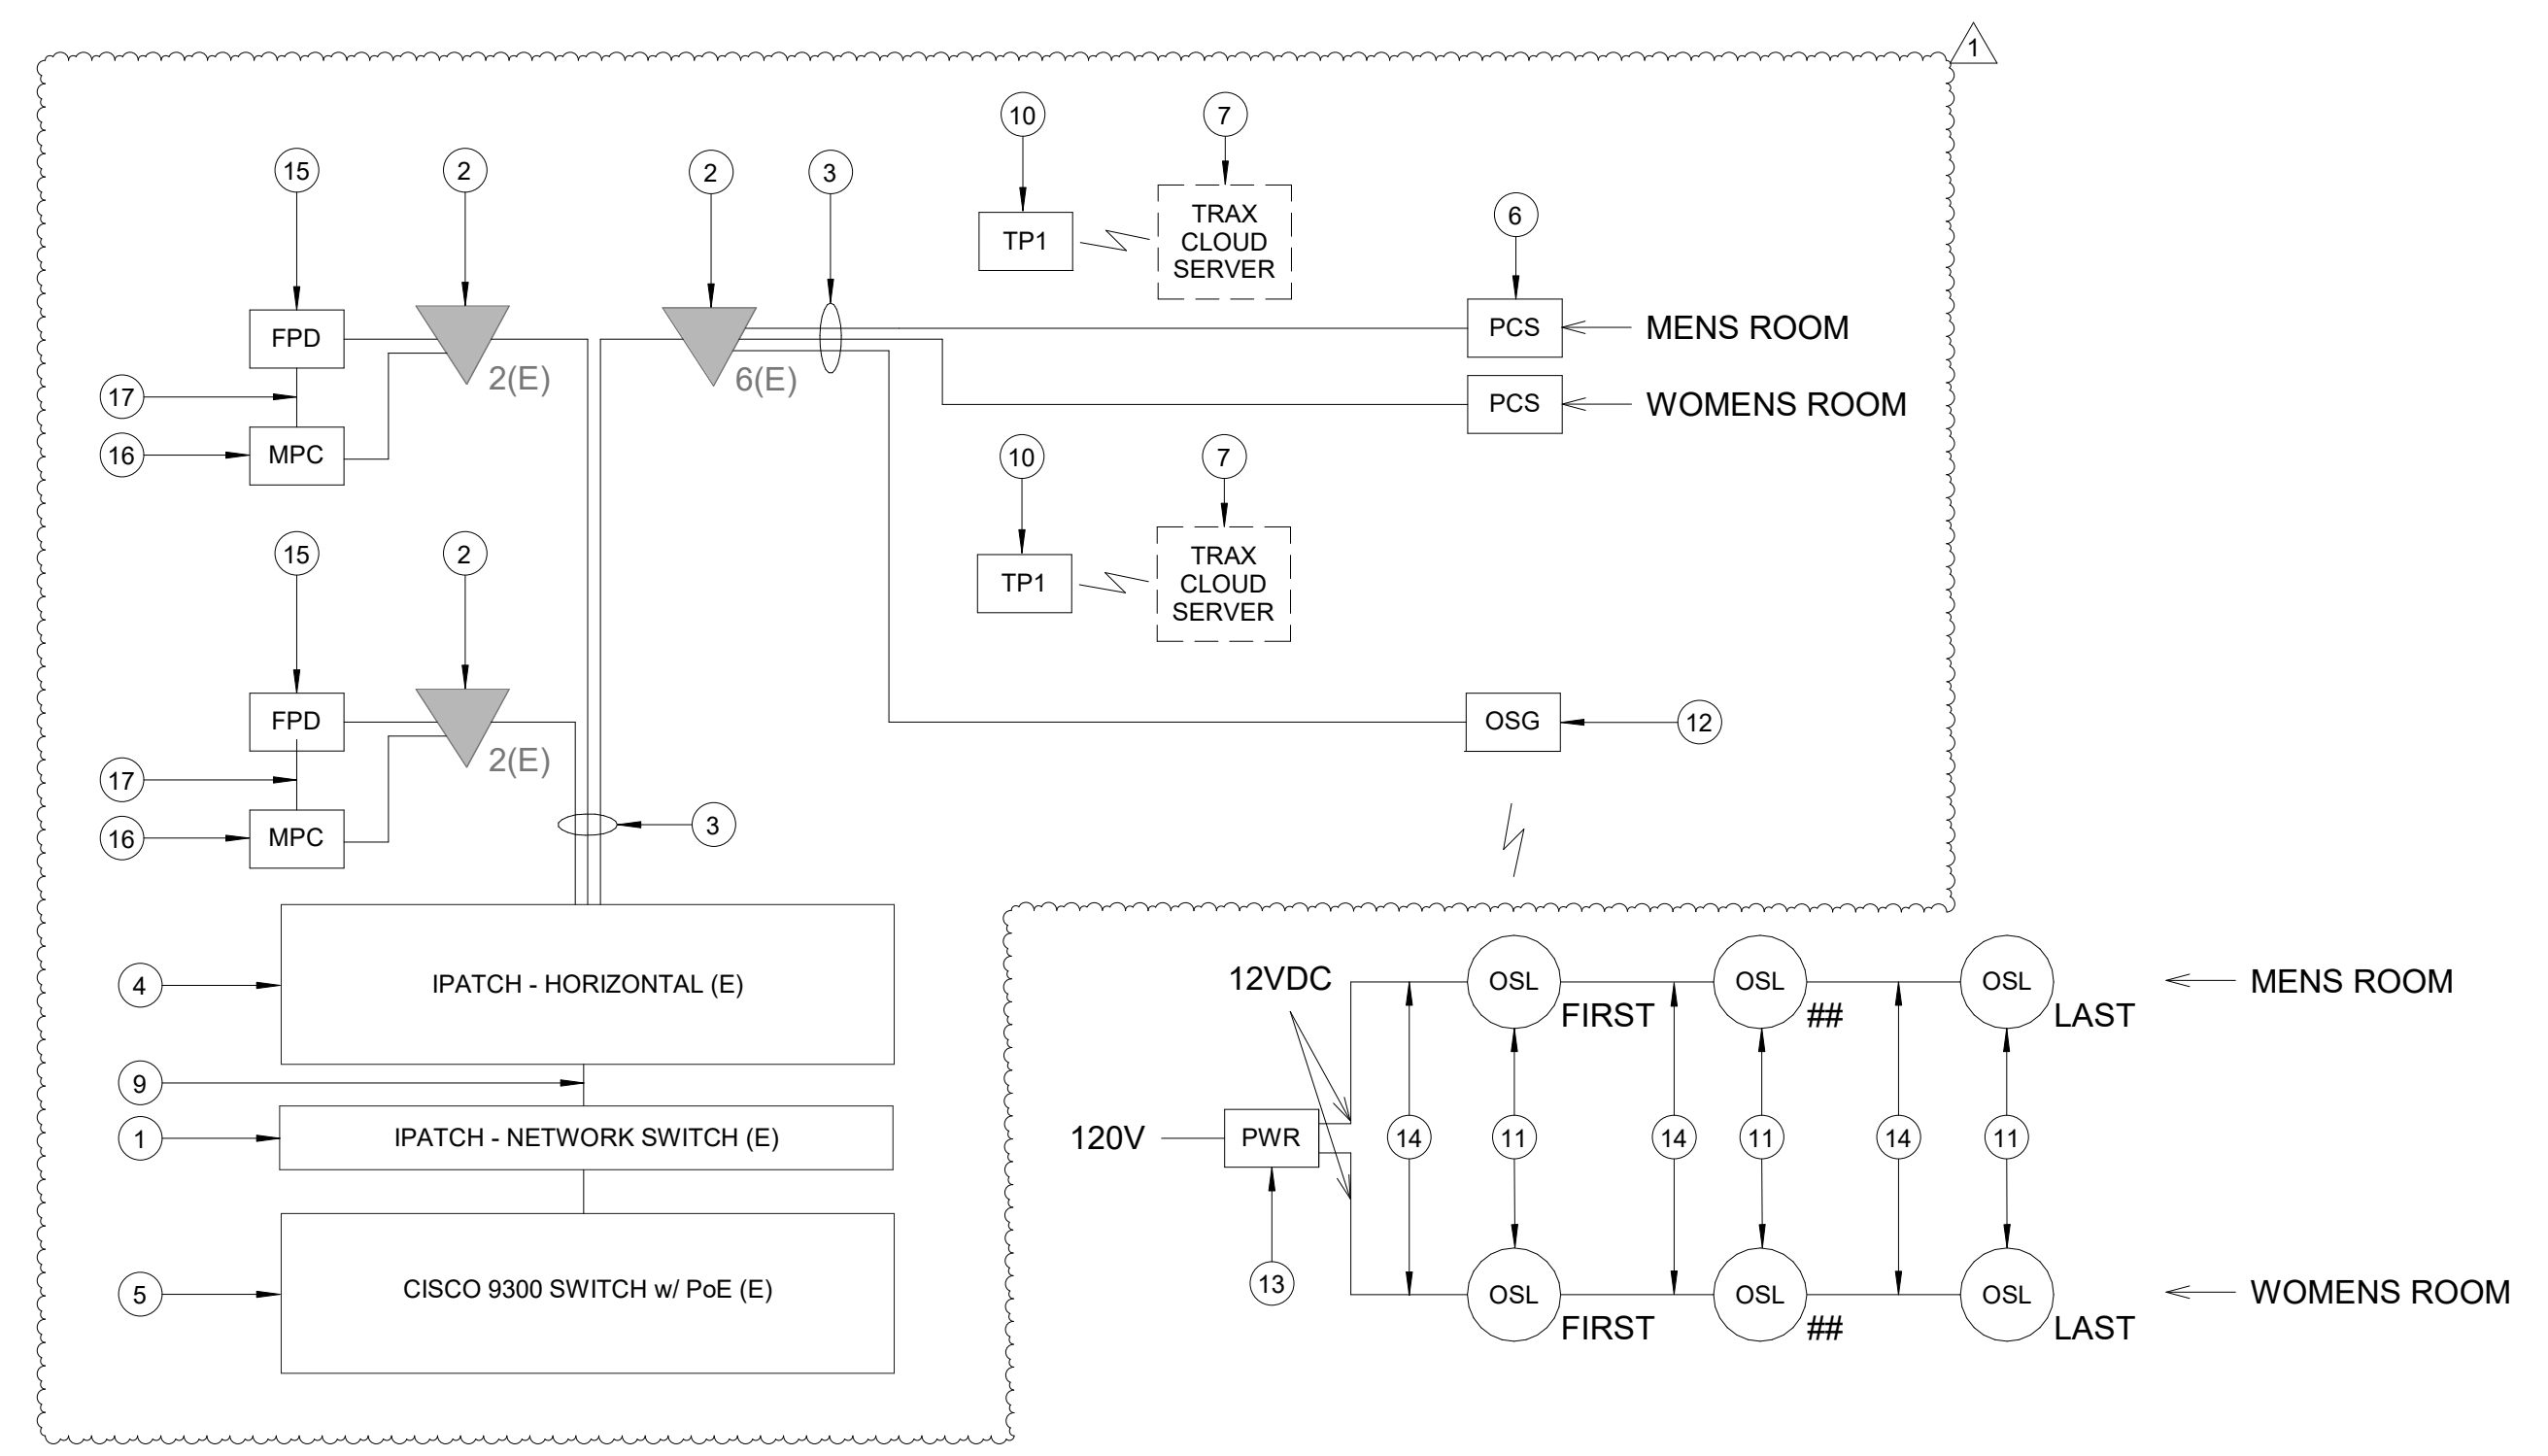 1
10
7
15
2
2
3
6
TRAX
CLOUD
SERVER
TP1
FPD
PCS
MENS ROOM
2(E)
6(E)
17
PCS
WOMENS ROOM
16
MPC
10
7
15
2
TRAX
CLOUD
SERVER
TP1
FPD
OSG
12
2(E)
17
16
MPC
3
4
IPATCH - HORIZONTAL (E)
9
1
IPATCH - NETWORK SWITCH (E)
5
CISCO 9300 SWITCH w/ PoE (E)
12VDC
OSL
FIRST
OSL
##
OSL
LAST
MENS ROOM
120V
PWR
14
11
14
11
14
11
13
OSL
FIRST
OSL
##
OSL
LAST
WOMENS ROOM